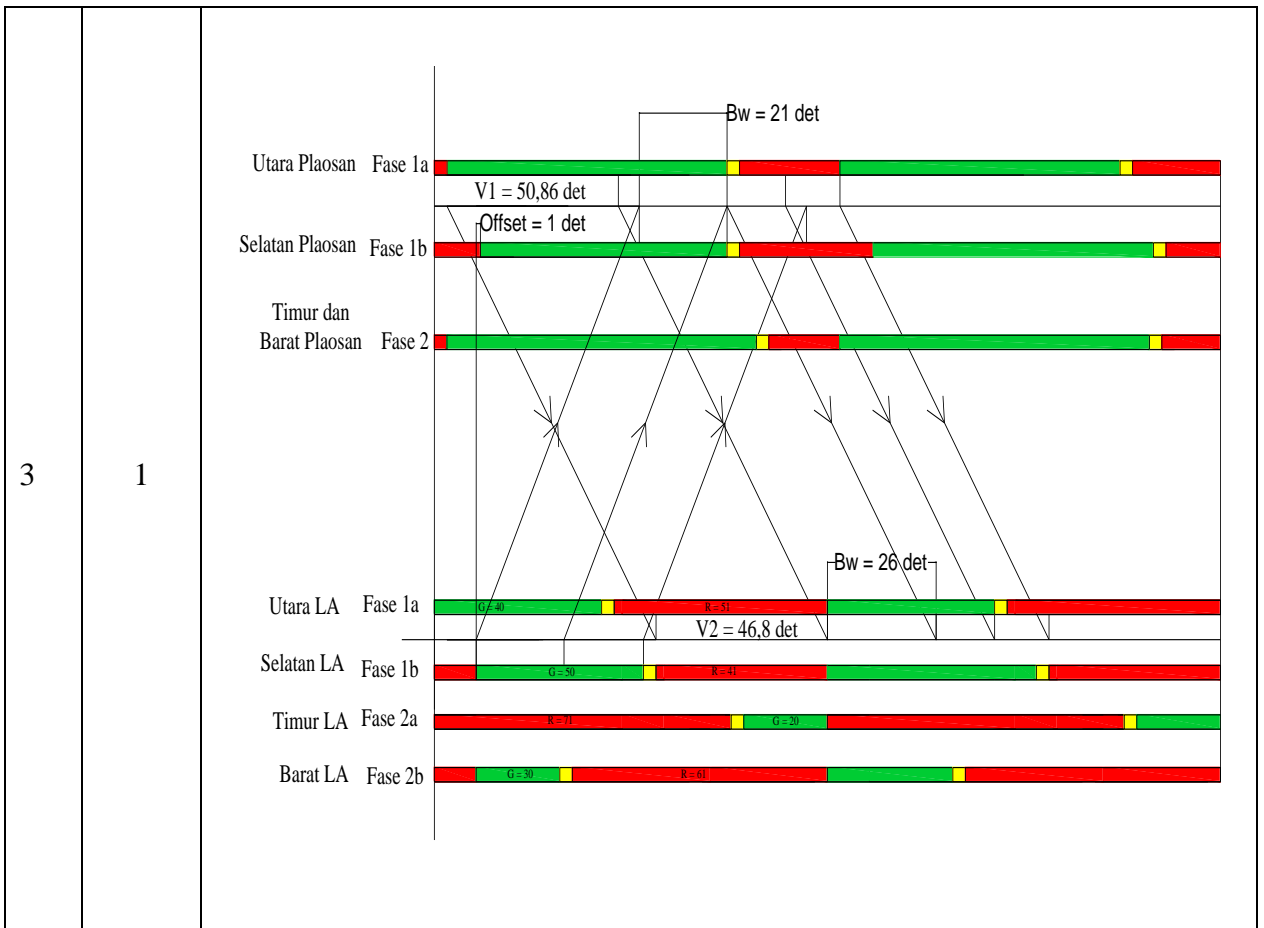 Bw = 21 det
Utara Plaosan Fase 1a
V1 = 50,86 det
Offset = 1 det
Selatan Plaosan Fase 1b
Timur dan
Barat Plaosan Fase 2
3 1
Bw = 26 det
Utara LA Fase 1a G = 40 R = 51
V2 = 46,8 det
Selatan LA Fase 1b G = 50 R = 41
Timur LA Fase 2a R = 71 G = 20
Barat LA Fase 2b G = 30 R = 61